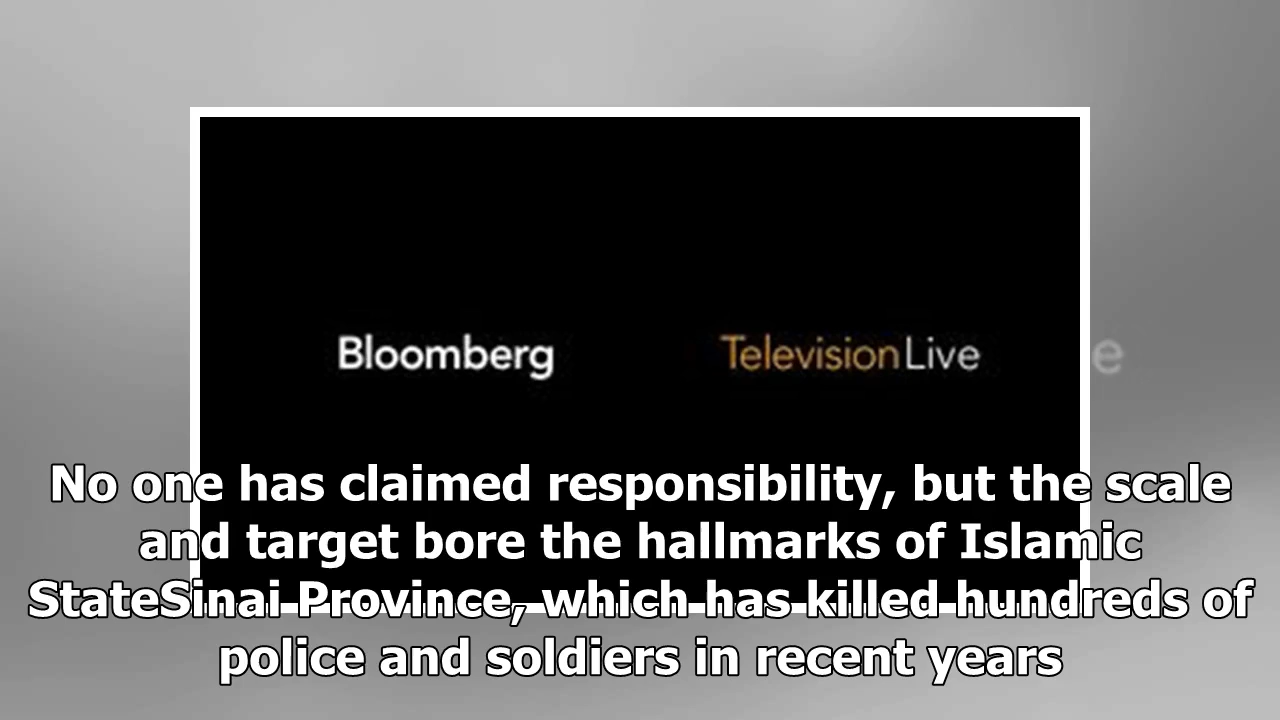 Bloomberg TelevisionLive e
No one has claimed responsibility, but the scale
and target bore the hallmarks of Islamic
StateSinai Province, which has killed hundreds of
police and soldiers in recent years